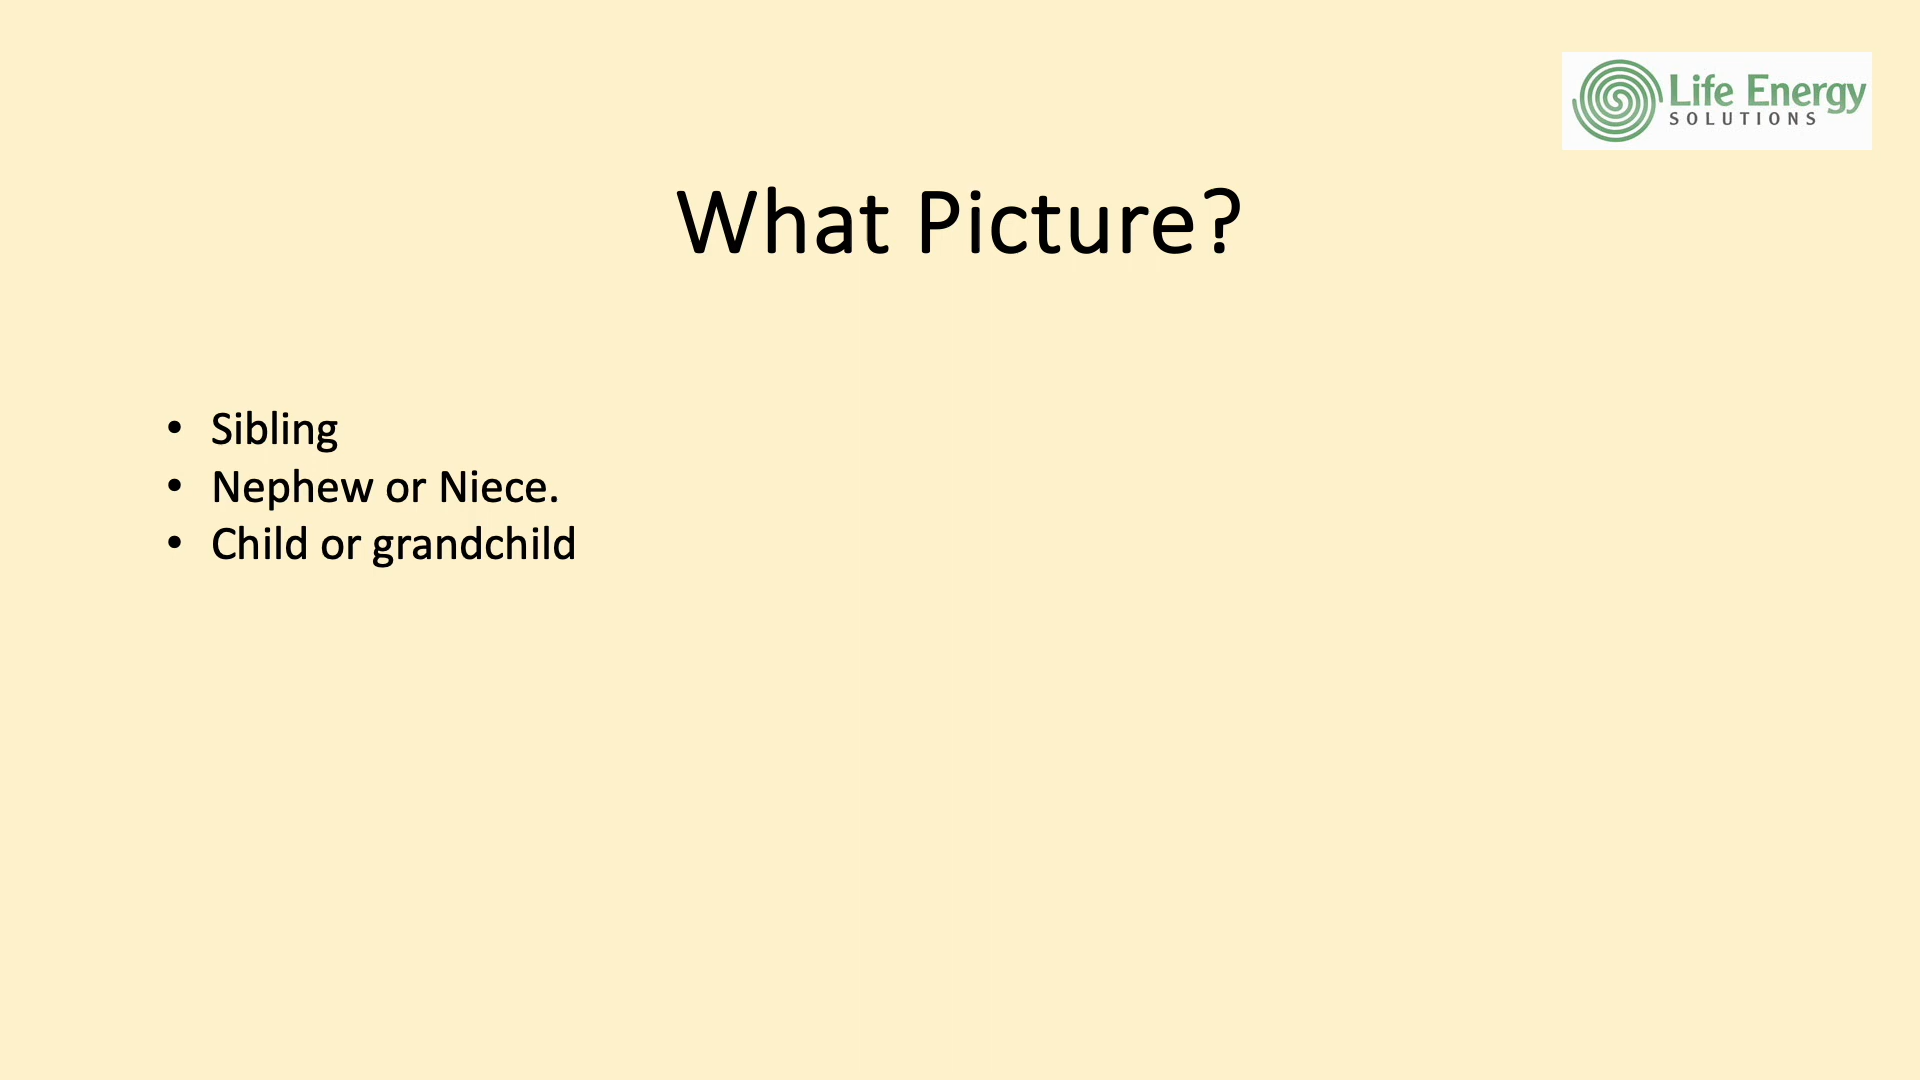 Life Energy
SOLUTIONS
What Picture?
• Sibling
• Nephew or Niece.
• Child or grandchild